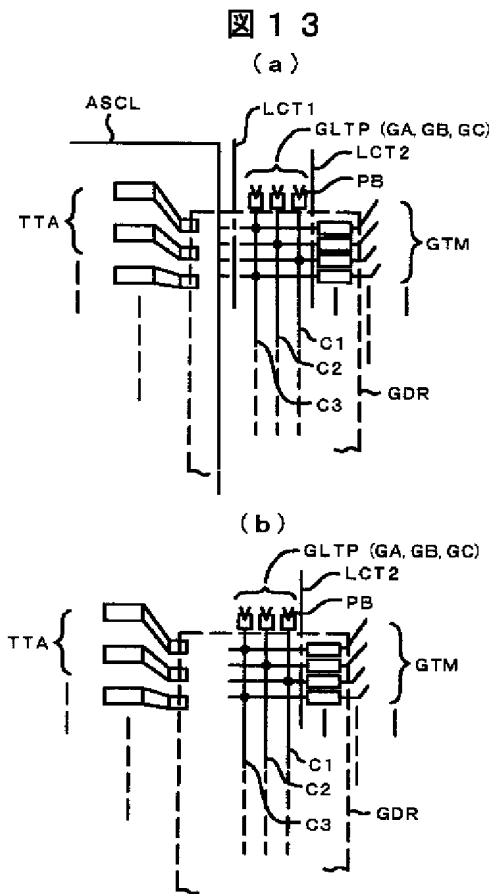 図13
(a)
ASCL
LCT1
GLTP (GA, GB, GC)
LCT2
PB
TTA
GTM
C1
C2
C3
GDR
(b)
GLTP (GA, GB, GC)
LCT2
PB
TTA
GTM
C1
C2
C3
GDR